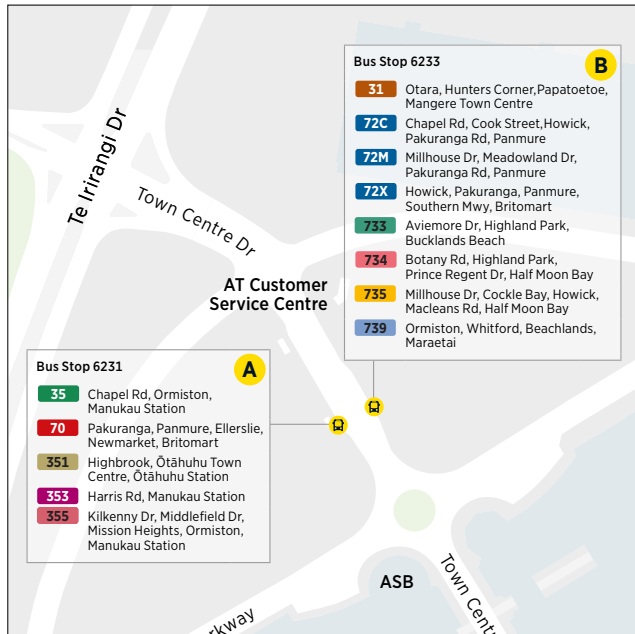 Bus Stop 6233
B
31 Otara, Hunters Corner,Papatoetoe,
Mangere Town Centre
72C Chapel Rd, Cook Street,Howick,
Pakuranga Rd, Panmure
72M Millhouse Dr, Meadowland Dr,
Pakuranga Rd, Panmure
72X Howick, Pakuranga, Panmure,
Southern Mwy, Britomart
733 Aviemore Dr, Highland Park,
Bucklands Beach
734 Botany Rd, Highland Park,
Prince Regent Dr, Half Moon Bay
735 Millhouse Dr, Cockle Bay, Howick,
Macleans Rd, Half Moon Bay
739 Ormiston, Whitford, Beachlands,
Maraetai
Te Irirangi Dr
Town Centre Dr
AT Customer
Service Centre
Bus Stop 6231
A
35 Chapel Rd, Ormiston,
Manukau Station
70 Pakuranga, Panmure, Ellerslie,
Newmarket, Britomart
351 Highbrook, Ōtāhuhu Town
Centre, Ōtāhuhu Station
353 Harris Rd, Manukau Station
355 Kilkenny Dr, Middlefield Dr,
Mission Heights, Ormiston,
Manukau Station
ASB
rkway
Town Centr